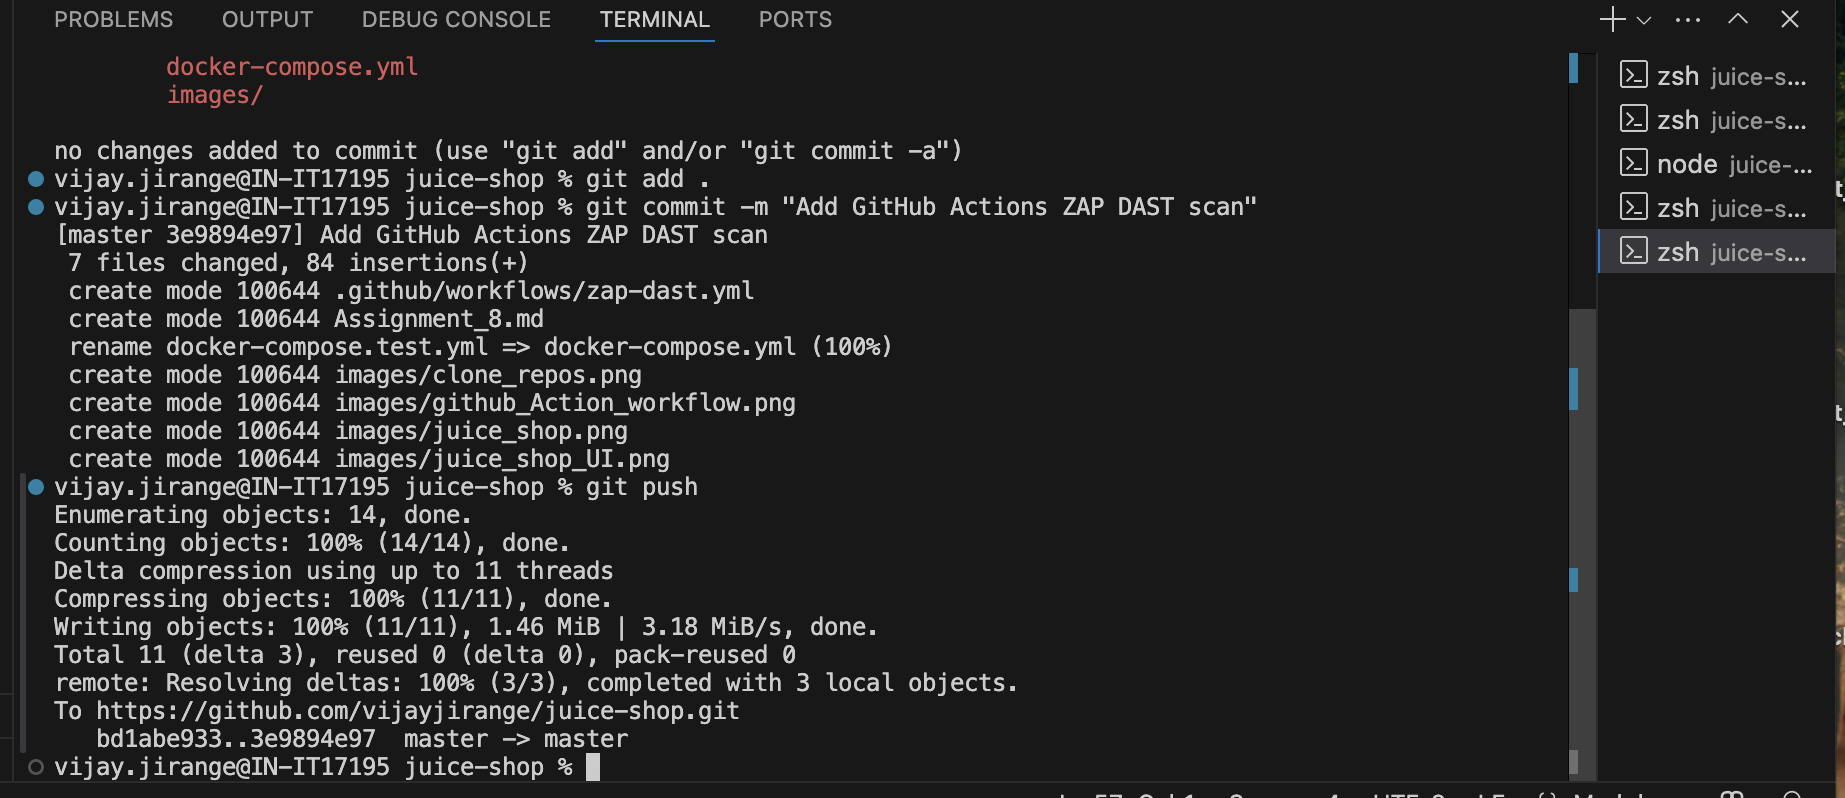 PROBLEMS OUTPUT DEBUG CONSOLE TERMINAL PORTS
docker-compose.yml
images/
no changes added to commit (use "git add" and/or "git commit -a")
vijay.jirange@IN-IT17195 juice-shop % git add .
vijay.jirange@IN-IT17195 juice-shop % git commit -m "Add GitHub Actions ZAP DAST scan"
[master 3e9894e97] Add GitHub Actions ZAP DAST scan
7 files changed, 84 insertions(+)
create mode 100644 .github/workflows/zap-dast.yml
create mode 100644 Assignment_8.md
rename docker-compose.test.yml => docker-compose.yml (100%)
create mode 100644 images/clone_repos.png
create mode 100644 images/github_Action_workflow.png
create mode 100644 images/juice_shop.png
create mode 100644 images/juice_shop_UI.png
vijay.jirange@IN-IT17195 juice-shop % git push
Enumerating objects: 14, done.
Counting objects: 100% (14/14), done.
Delta compression using up to 11 threads
Compressing objects: 100% (11/11), done.
Writing objects: 100% (11/11), 1.46 MiB | 3.18 MiB/s, done.
Total 11 (delta 3), reused 0 (delta 0), pack-reused 0
remote: Resolving deltas: 100% (3/3), completed with 3 local objects.
To https://github.com/vijayjirange/juice-shop.git
bd1abe933..3e9894e97 master -> master
vijay.jirange@IN-IT17195 juice-shop %
zsh juice-s...
zsh juice-s...
node juice-...
zsh juice-s...
zsh juice-s...